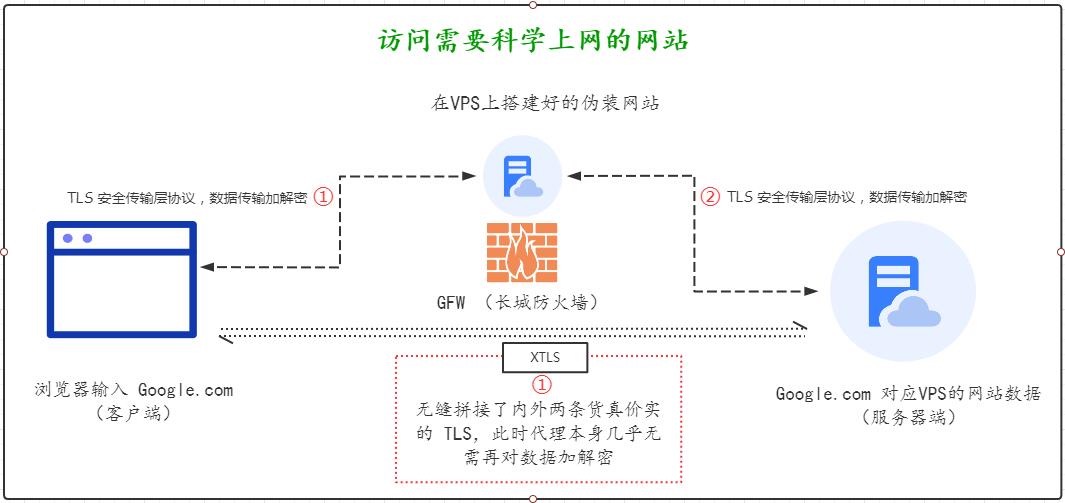 访问需要科学上网的网站
在VPS上搭建好的伪装网站
TLS 安全传输层协议，数据传输加解密 ①
② TLS 安全传输层协议，数据传输加解密
GFW （长城防火墙）
XTLS
①
无缝拼接了内外两条货真价实
的 TLS，此时代理本身几乎无
需再对数据加解密
浏览器输入 Google.com
（客户端）
Google.com 对应VPS的网站数据
（服务器端）